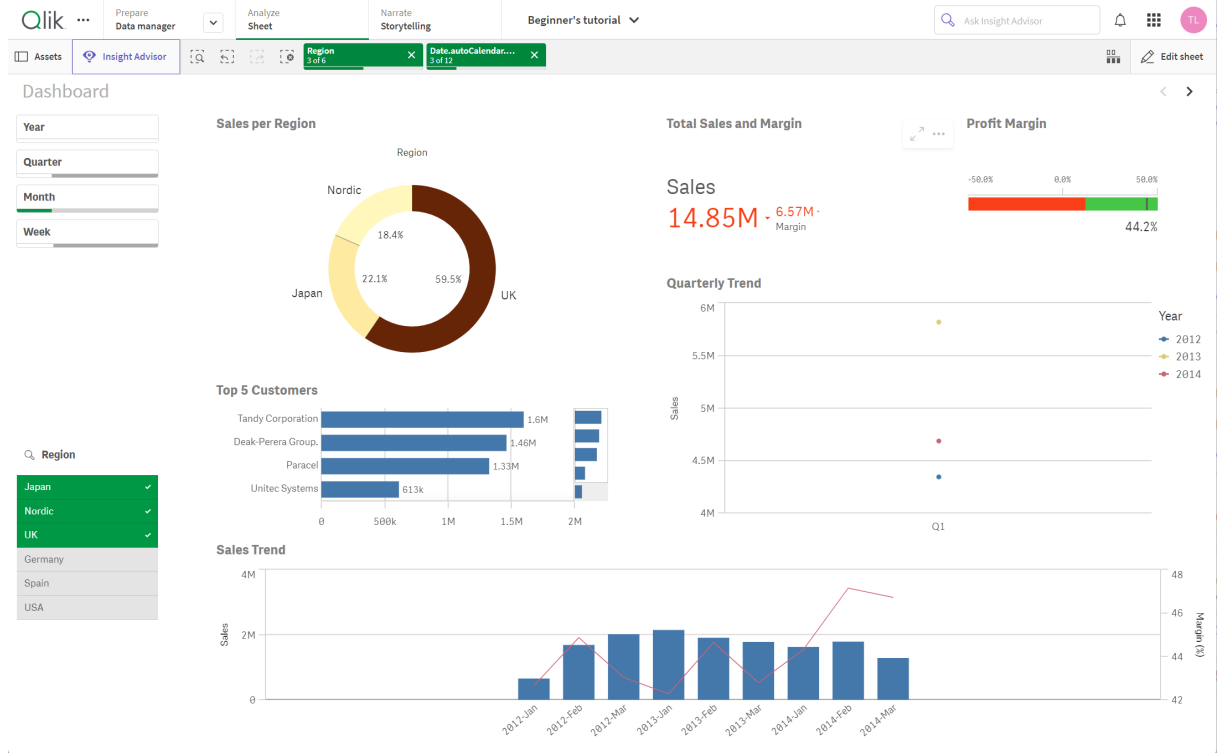 Qlik
Prepare
Data manager
Analyze
Sheet
Narrate
Storytelling
Beginner's tutorial
Ask Insight Advisor
TL
Assets
Insight Advisor
Region
3 of 6
Date.autoCalendar....
3 of 12
Edit sheet
Dashboard
Year
Quarter
Month
Week
Region
Japan
Nordic
UK
Germany
Spain
USA
Sales per Region
Region
Nordic
18.4%
22.1%
59.5%
Japan
UK
Total Sales and Margin
Sales
14.85M
6.57M
Margin
Profit Margin
-50.0% 0.0% 50.0%
44.2%
Top 5 Customers
Tandy Corporation 1.6M
Deak-Perera Group. 1.46M
Paracel 1.33M
Unitec Systems 613k
0 500k 1M 1.5M 2M
Quarterly Trend
6M
5.5M
5M
4.5M
4M
Sales
Q1
Year
2012
2013
2014
Sales Trend
4M
2M
0
Sales
48
46
44
42
Margin (%)
2012-Jan 2012-Feb 2012-Mar 2013-Jan 2013-Feb 2013-Mar 2014-Jan 2014-Feb 2014-Mar